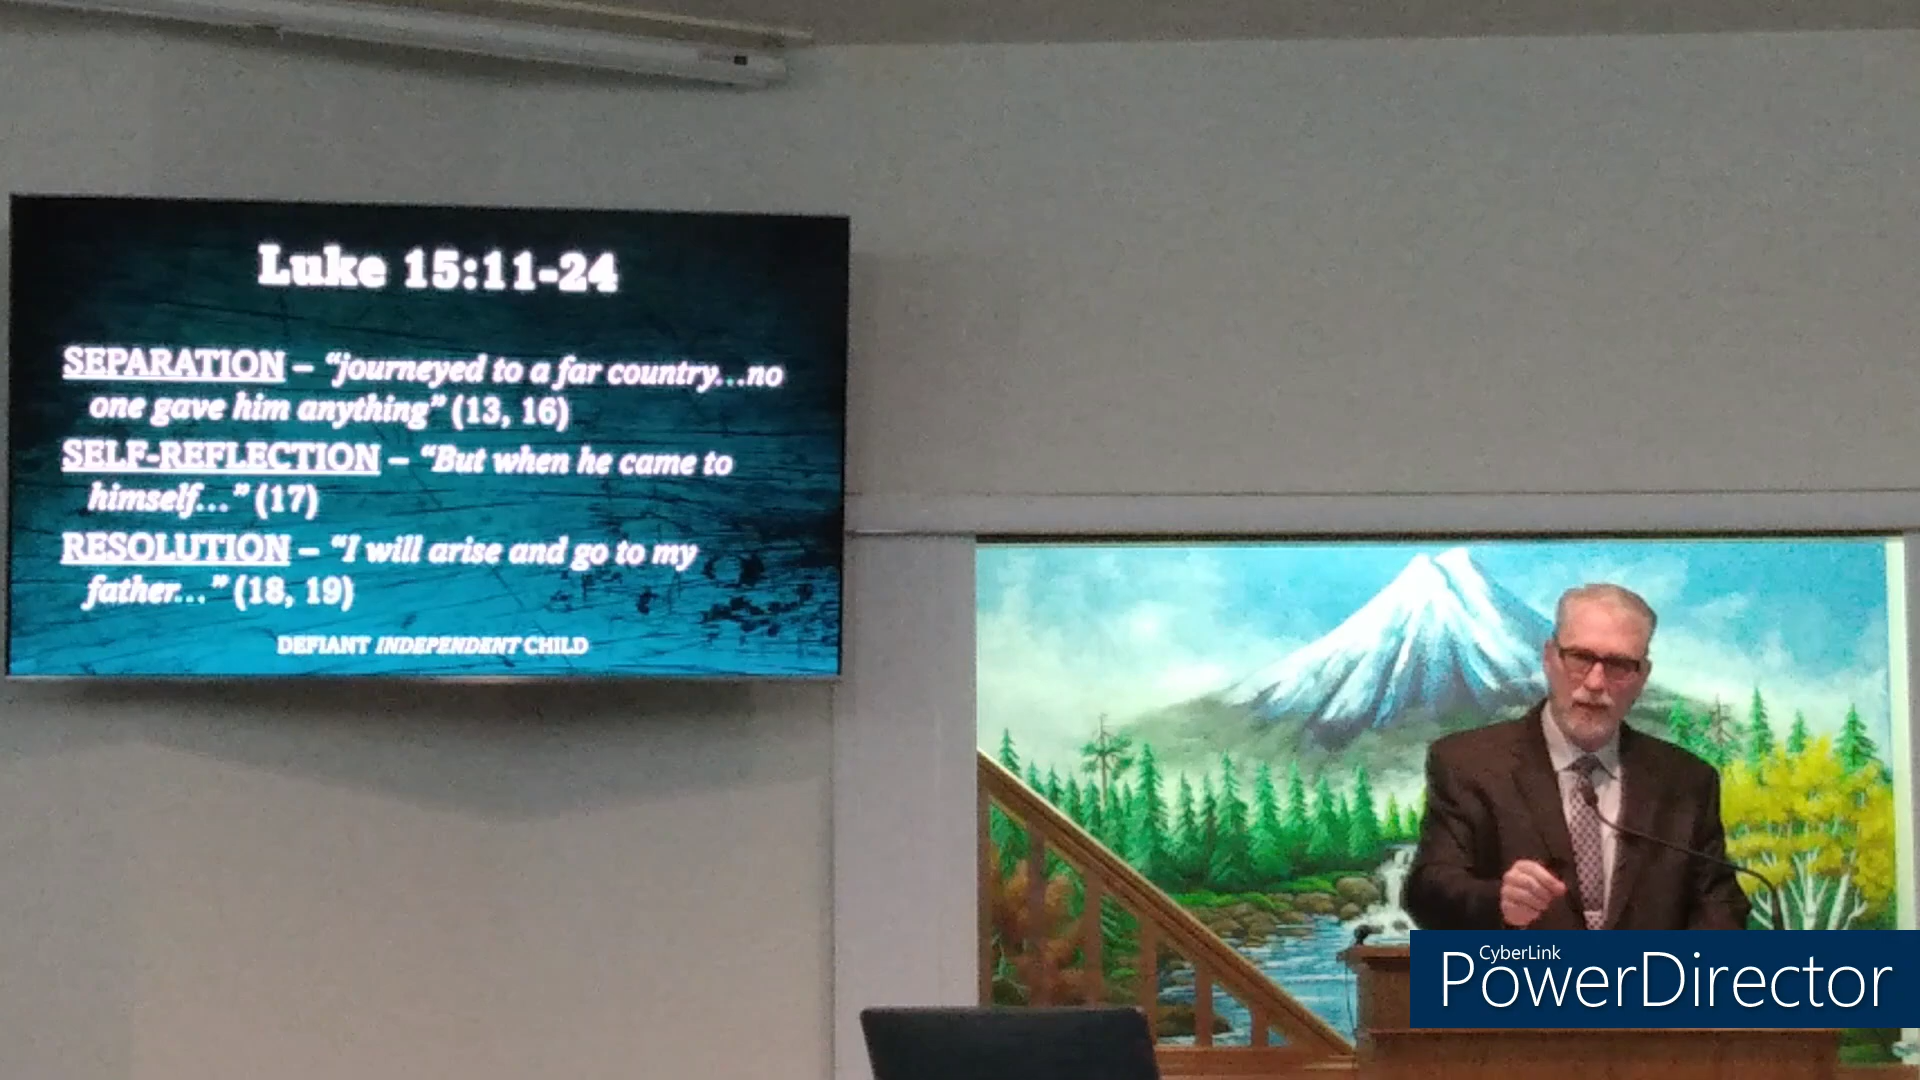 Luke 15:11-24
SEPARATION – “journeyed to a far country…no
one gave him anything” (13, 16)
SELF-REFLECTION – “But when he came to
himself…” (17)
RESOLUTION – “I will arise and go to my
father…” (18, 19)
DEFIANT INDEPENDENT CHILD
CyberLink
PowerDirector